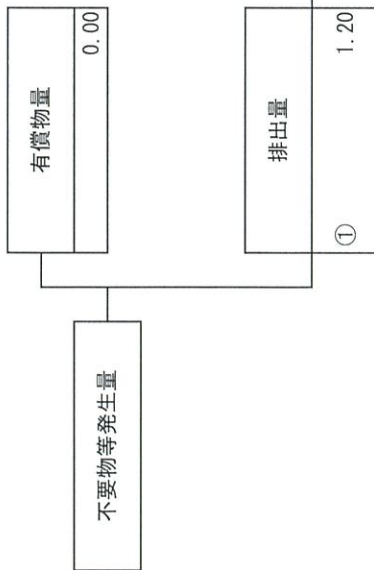 不要物等発生量
有償物量
0.00
排出量
① 1.20